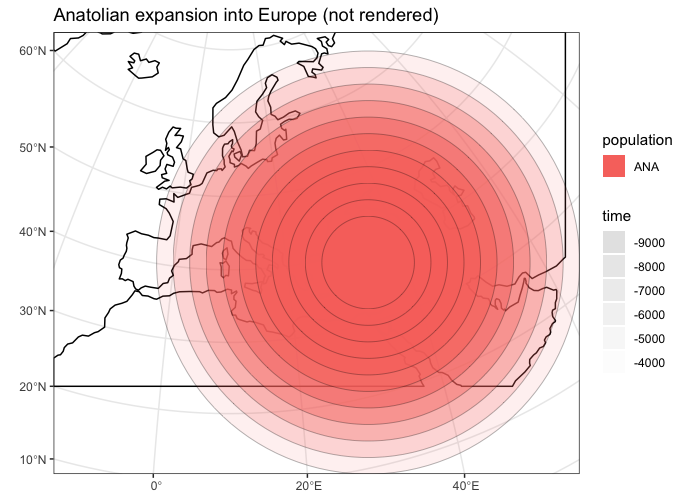 Anatolian expansion into Europe (not rendered)
60°N
50°N
40°N
30°N
20°N
10°N
0°
20°E
40°E
population
ANA
time
-9000
-8000
-7000
-6000
-5000
-4000